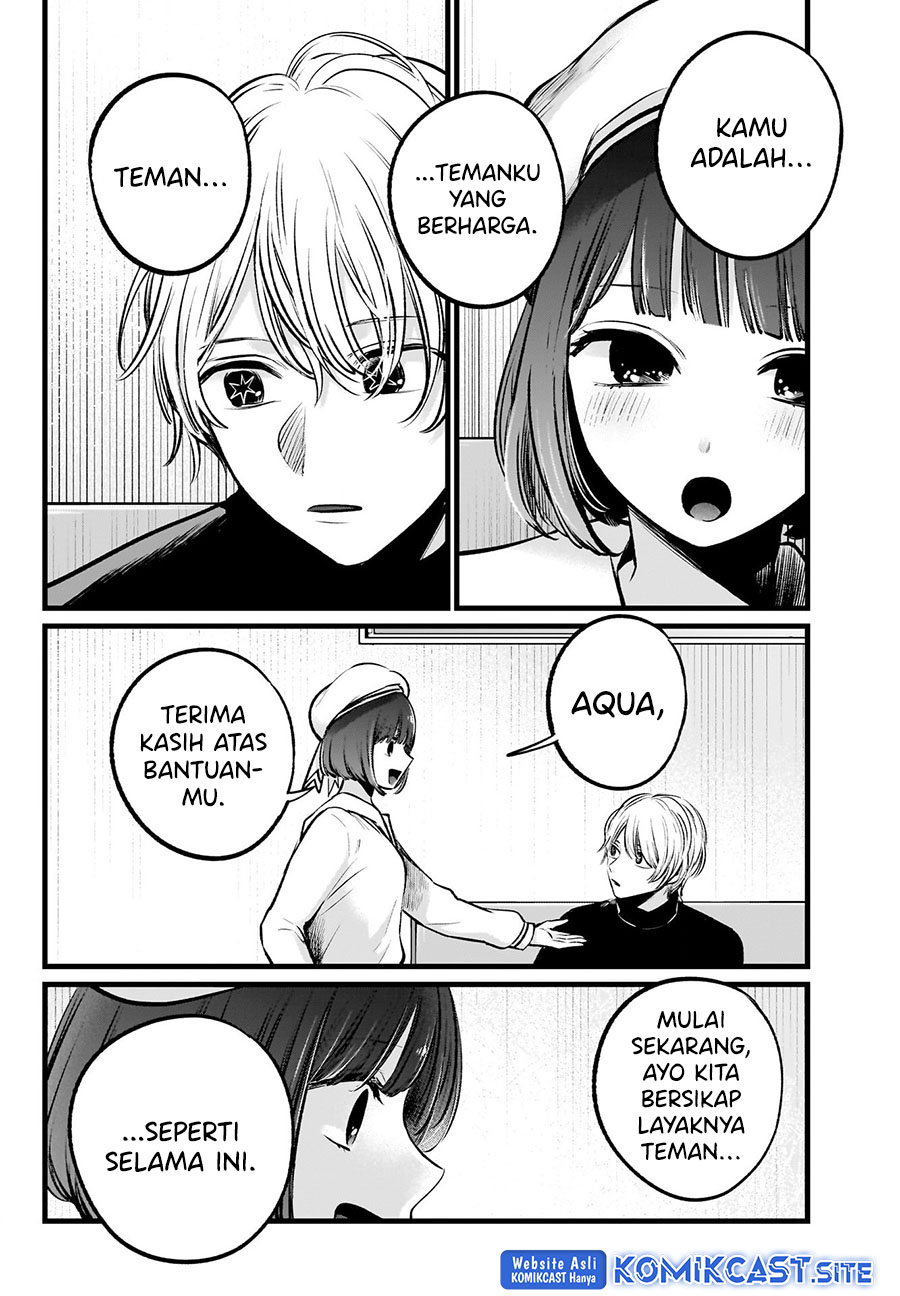 KAMU
ADALAH...
...TEMANKU
YANG
BERHARGA.
TEMAN...
AQUA,
TERIMA
KASIH ATAS
BANTUAN-
MU.
MULAI
SEKARANG,
AYO KITA
BERSIKAP
LAYAKNYA
TEMAN...
...SEPERTI
SELAMA INI.
Website Asli
KOMIKCAST Hanya
KOMIKCAST.SITE